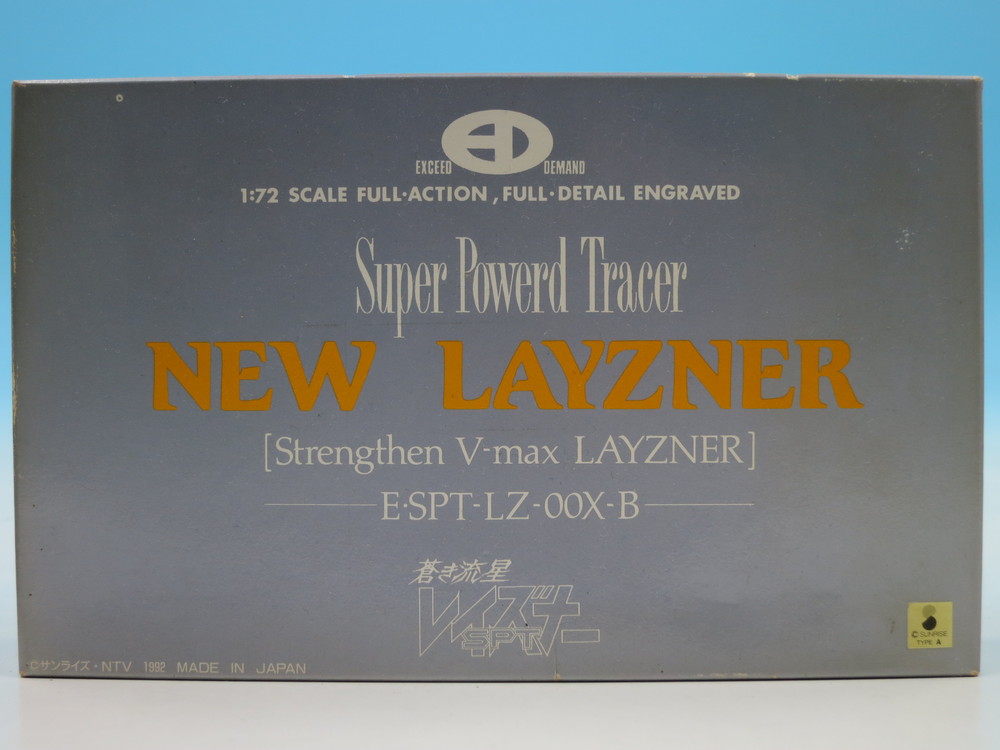 ED
EXCEED DEMAND
1:72 SCALE FULL·ACTION , FULL·DETAIL ENGRAVED
Super Powerd Tracer
NEW LAYZNER
[Strengthen V-max LAYZNER]
E·SPT-LZ-00X-B
蒼き流星
レイズナー
SPT
©SUNRISE
TYPE A
©サンライズ・NTV 1992 MADE IN JAPAN